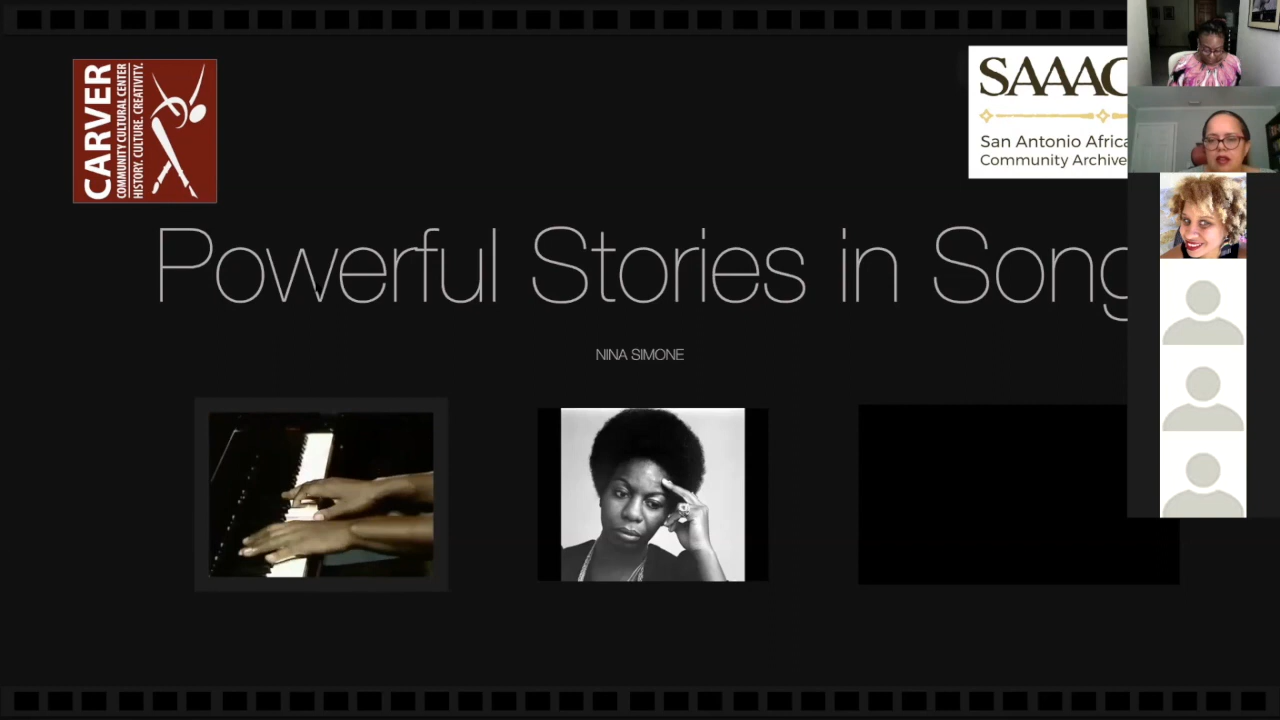 CARVER
COMMUNITY CULTURAL CENTER
HISTORY. CULTURE. CREATIVITY.
SAAAC
San Antonio Africa
Community Archive
Powerful Stories in Song
NINA SIMONE